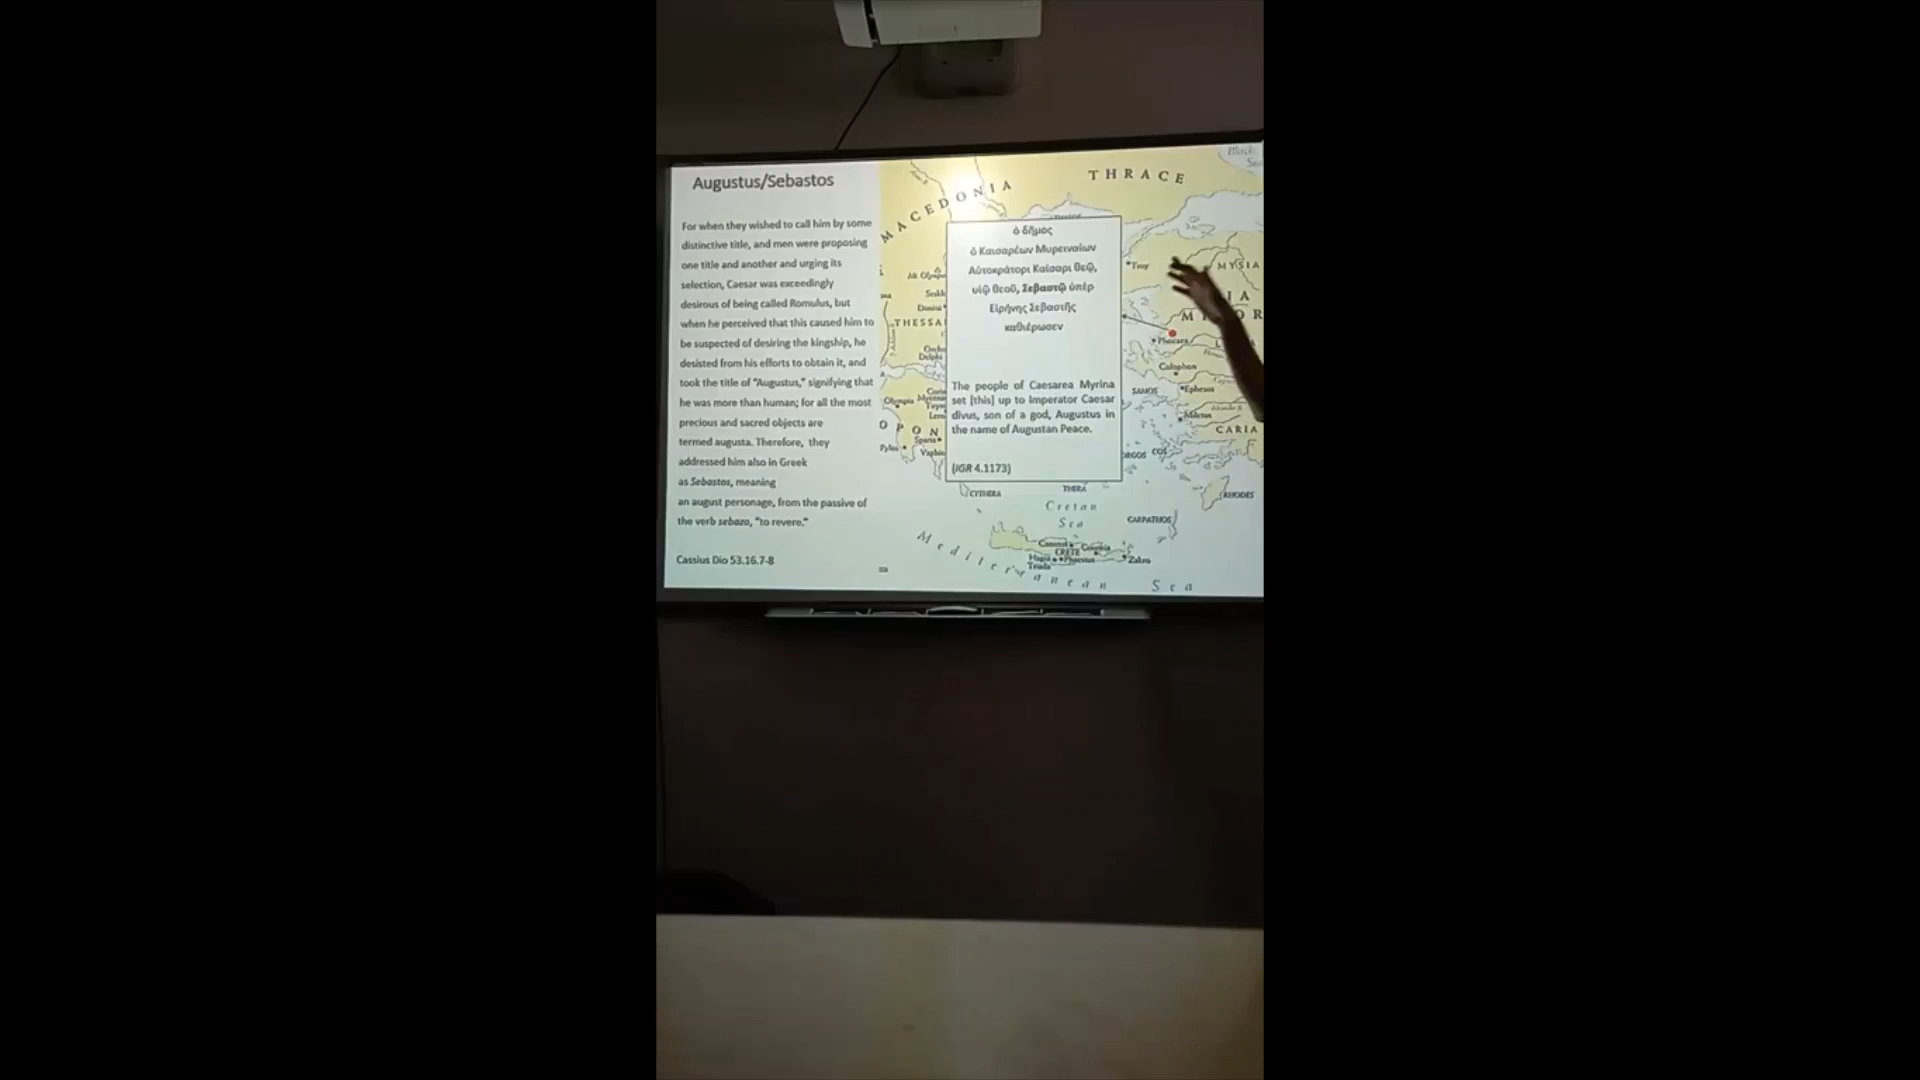 Augustus/Sebastos
For when they wished to call him by some
distinctive title, and men were proposing
one title and another and urging its
selection, Caesar was exceedingly
desirous of being called Romulus, but
when he perceived that this caused him to
be suspected of desiring the kingship, he
desisted from his efforts to obtain it, and
took the title of "Augustus," signifying that
he was more than human; for all the most
precious and sacred objects are
termed augusta. Therefore, they
addressed him also in Greek
as Sebastos, meaning
an august personage, from the passive of
the verb sebazo, "to revere."
Cassius Dio 53.16.7-8
ὁ δῆμος
ὁ Καισαρέων Μυρειναίων
Αὐτοκράτορι Καίσαρι θεῷ,
υἱῷ θεοῦ, Σεβαστῷ ὑπέρ
Εἰρήνης Σεβαστῆς
καθιέρωσεν
The people of Caesarea Myrina
set [this] up to Imperator Caesar
divus, son of a god, Augustus in
the name of Augustan Peace.
(IGR 4.1173)
MACEDONIA
THRACE
Black
Troy
MYSIA
THESSA
Delphi
Phocaea
Colophon
Ephesus
SAMOS
Miletus
CARIA
Olympia
Sparta
Pylos
COS
CYTHERA
THERA
RHODES
Cretan
Sea
CARPATHOS
CRETE
Phaestus
Zakro
Mediterranean Sea